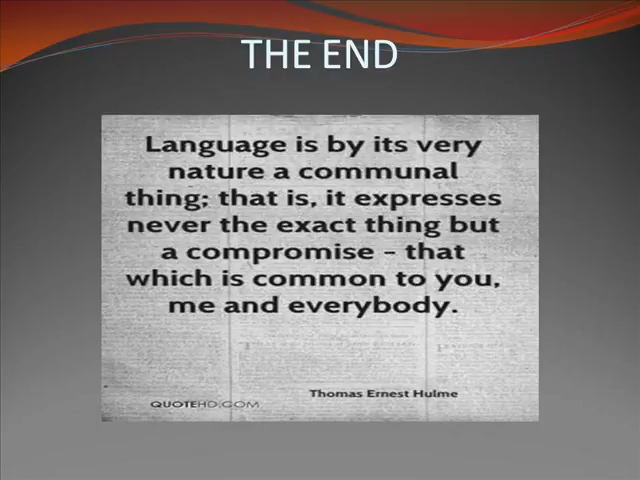 THE END
Language is by its very
nature a communal
thing; that is, it expresses
never the exact thing but
a compromise - that
which is common to you,
me and everybody.
Thomas Ernest Hulme
QUOTEHD.COM